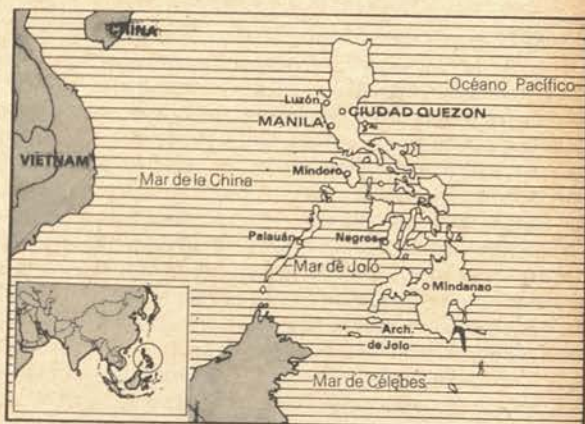 CHINA
Océano Pacífico
Luzón
CIUDAD QUEZON
MANILA
VIETNAM
Mindoro
Mar de la China
Palauán
Negros
Mar de Joló
Mindanao
Arch.
de Jolo
Mar de Célebes